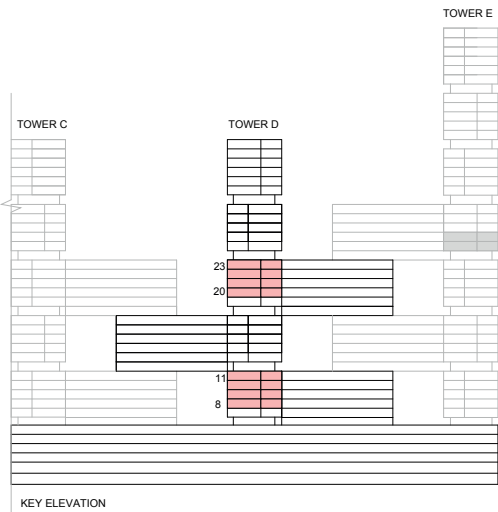 TOWER E
TOWER C
TOWER D
23
20
11
8
KEY ELEVATION